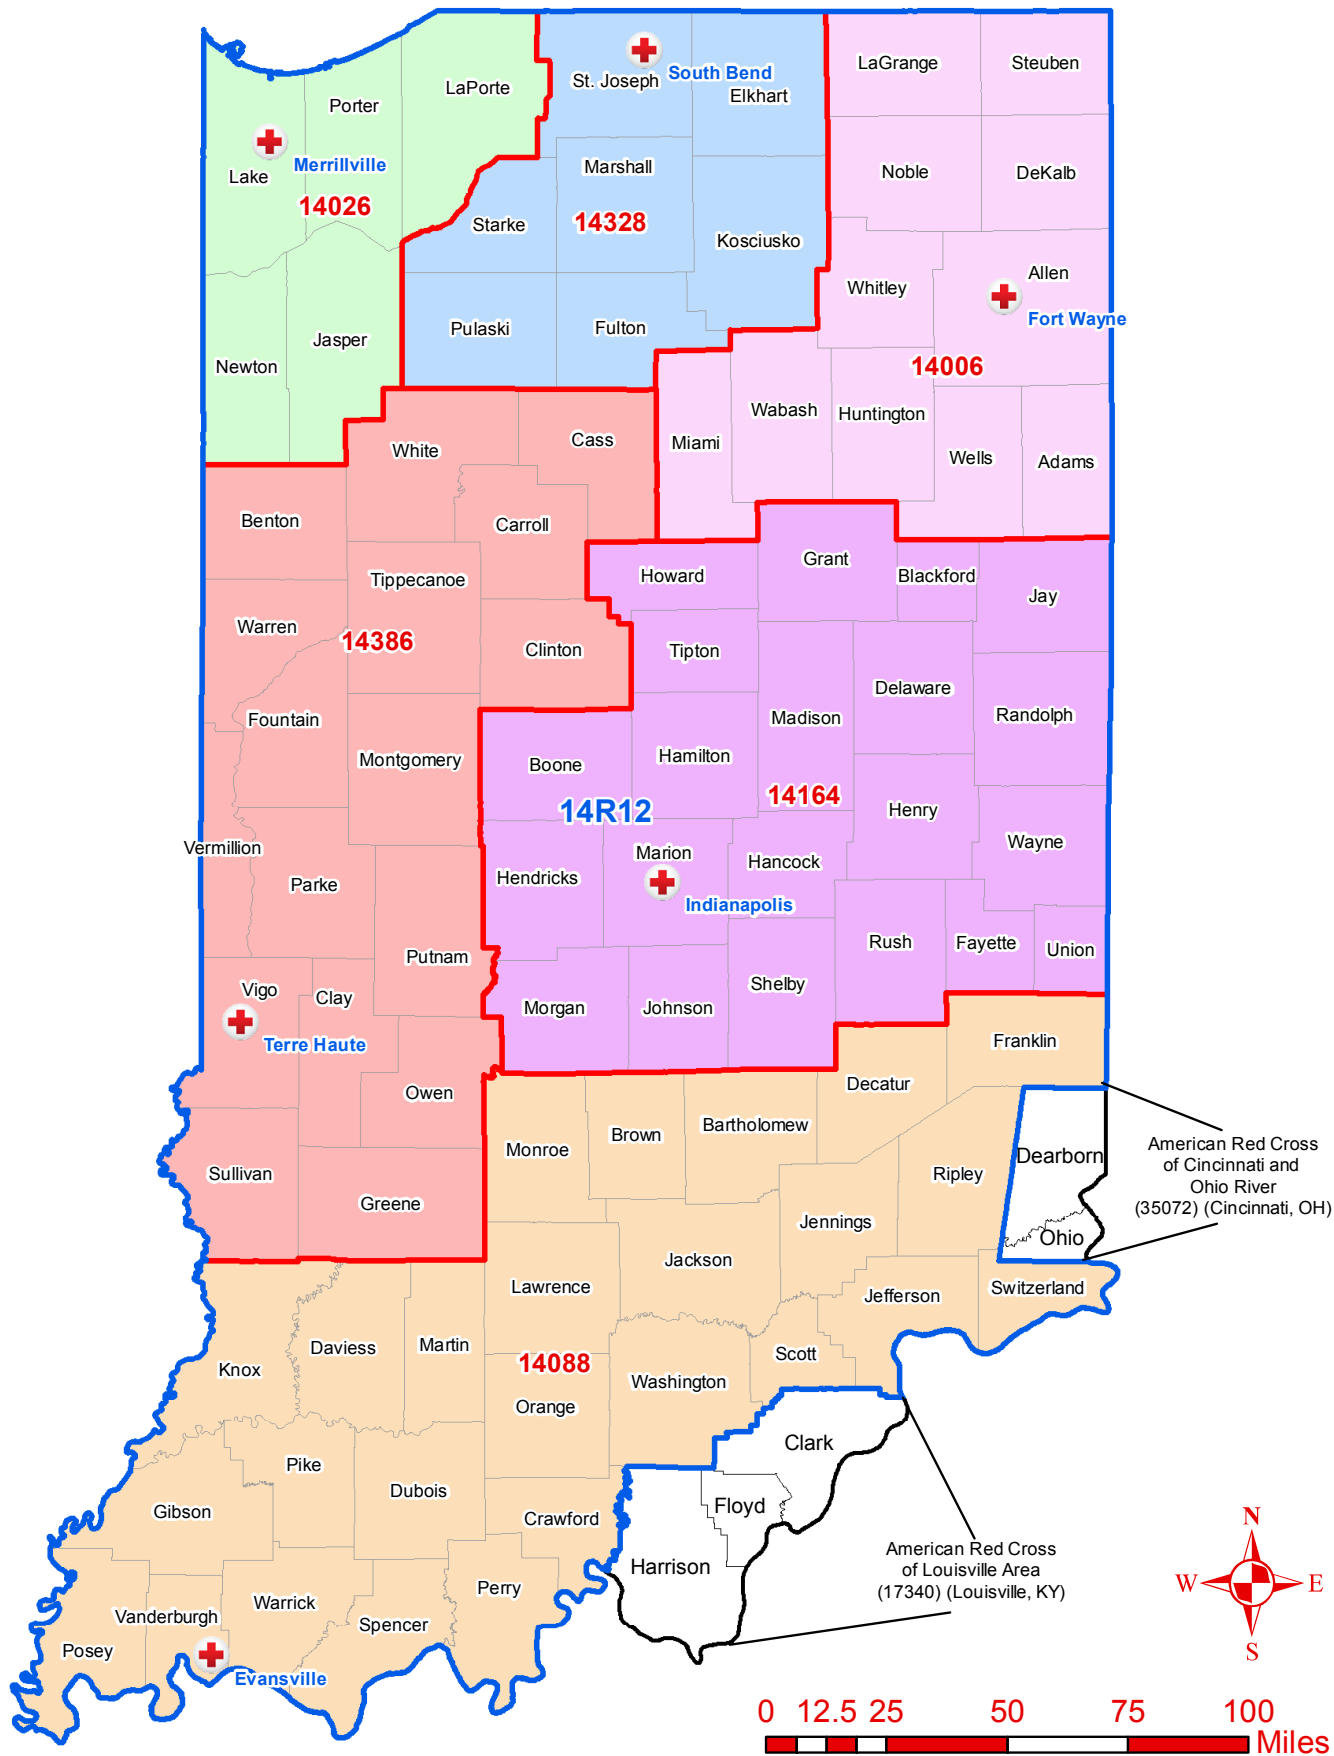 LaGrange
Steuben
St. Joseph
South Bend
Elkhart
LaPorte
Porter
Merrillville
Lake
14026
Marshall
Noble
DeKalb
Starke
14328
Kosciusko
Whitley
Allen
Fort Wayne
Pulaski
Fulton
Jasper
Newton
14006
Wabash
Huntington
Miami
Wells
Adams
White
Cass
Benton
Carroll
Tippecanoe
Howard
Grant
Blackford
Jay
Warren
14386
Clinton
Tipton
Delaware
Fountain
Madison
Randolph
Montgomery
Boone
Hamilton
14R12
14164
Henry
Wayne
Vermillion
Marion
Hancock
Parke
Hendricks
Indianapolis
Putnam
Rush
Fayette
Union
Vigo
Clay
Shelby
Morgan
Johnson
Terre Haute
Franklin
Decatur
Owen
Monroe
Brown
Bartholomew
Dearborn
American Red Cross
of Cincinnati and
Ohio River
(35072) (Cincinnati, OH)
Sullivan
Ripley
Greene
Jennings
Ohio
Jackson
Lawrence
Jefferson
Switzerland
Daviess
Martin
Knox
14088
Scott
Washington
Orange
Clark
Pike
Dubois
Floyd
Gibson
Crawford
Harrison
American Red Cross
of Louisville Area
(17340) (Louisville, KY)
Perry
Warrick
Vanderburgh
Spencer
Posey
Evansville
N
W
E
S
0 12.5 25 50 75 100
Miles